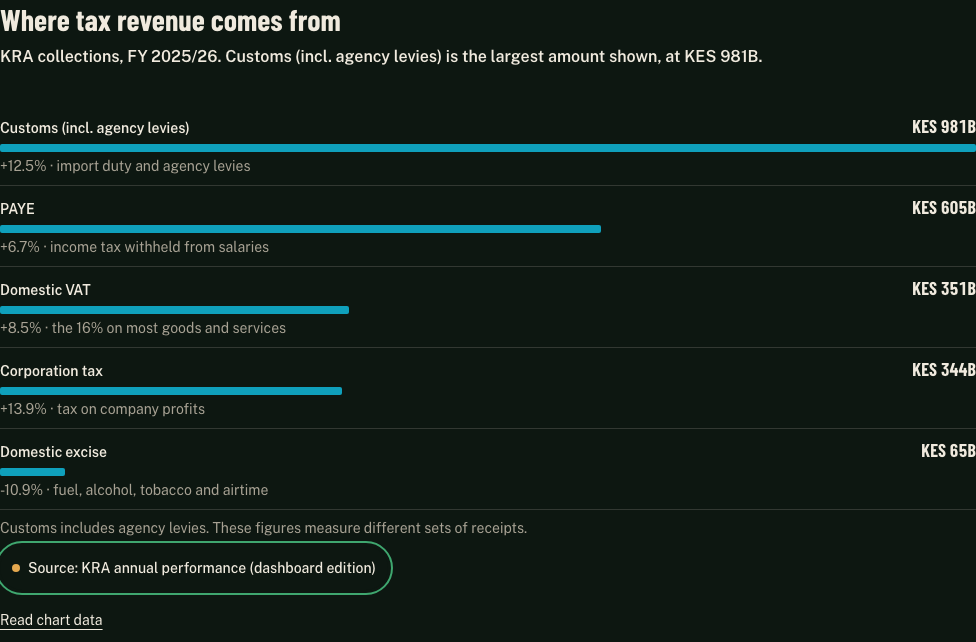 Where tax revenue comes from
KRA collections, FY 2025/26. Customs (incl. agency levies) is the largest amount shown, at KES 981B.
Customs (incl. agency levies) KES 981B
+12.5% · import duty and agency levies
PAYE KES 605B
+6.7% · income tax withheld from salaries
Domestic VAT KES 351B
+8.5% · the 16% on most goods and services
Corporation tax KES 344B
+13.9% · tax on company profits
Domestic excise KES 65B
-10.9% · fuel, alcohol, tobacco and airtime
Customs includes agency levies. These figures measure different sets of receipts.
Source: KRA annual performance (dashboard edition)
Read chart data